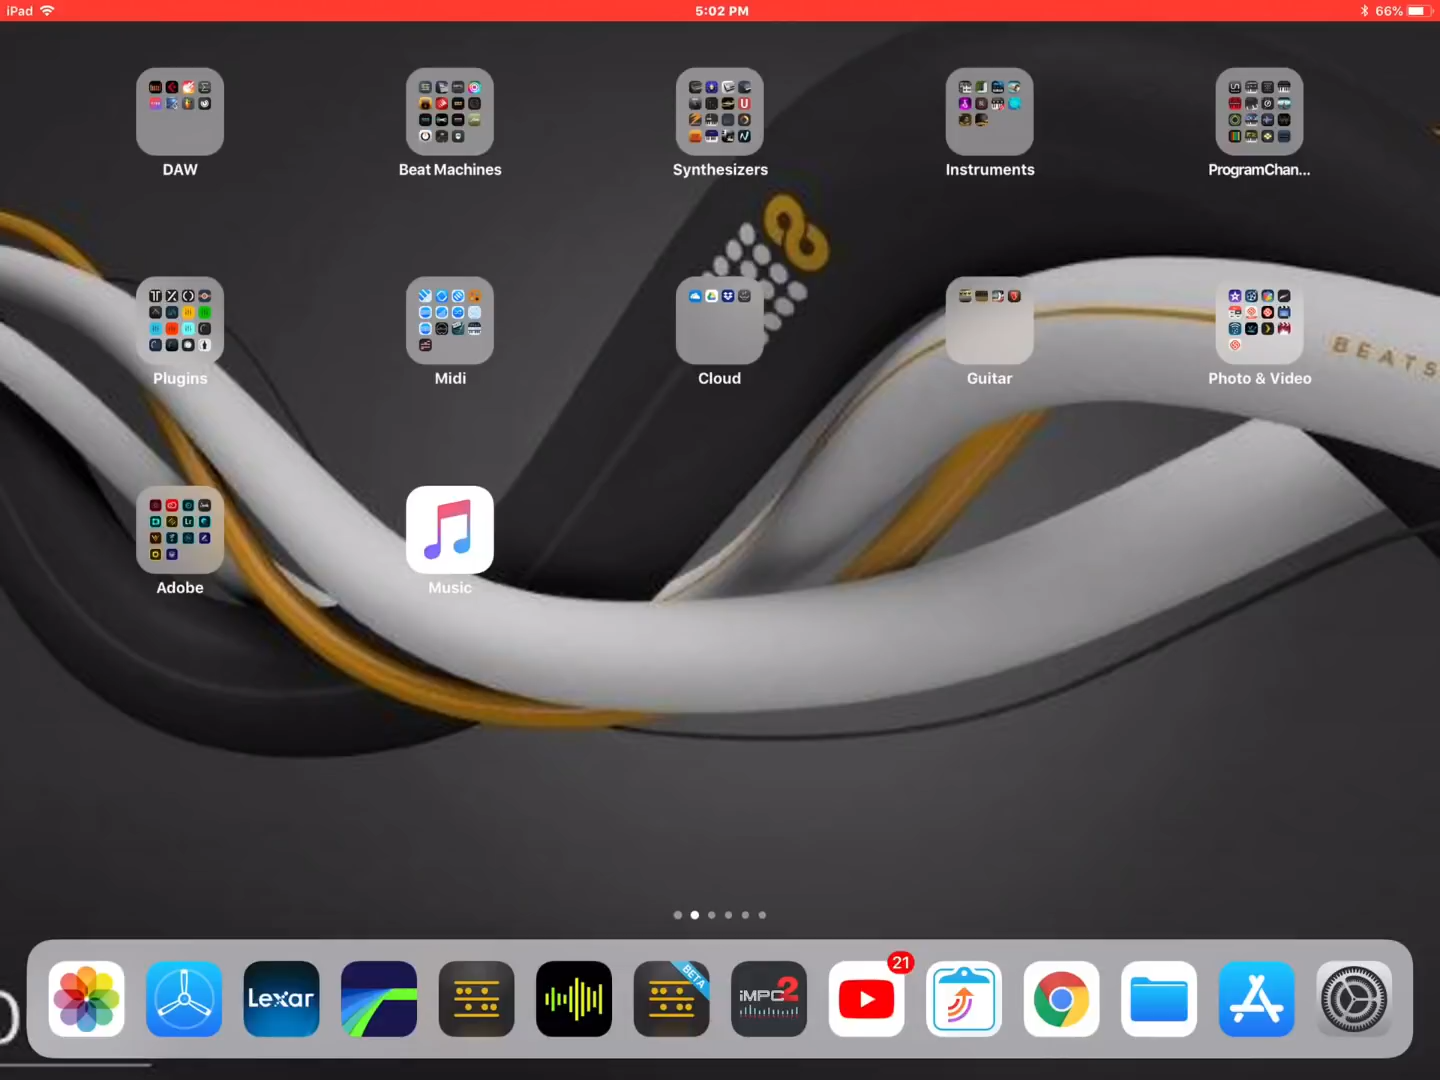 iPad
5:02 PM
66%
DAW
Beat Machines
Synthesizers
Instruments
ProgramChan...
BEATS
Plugins
Midi
Cloud
Guitar
Photo & Video
Adobe
Music
Lexar
BETA
iMPC2
21